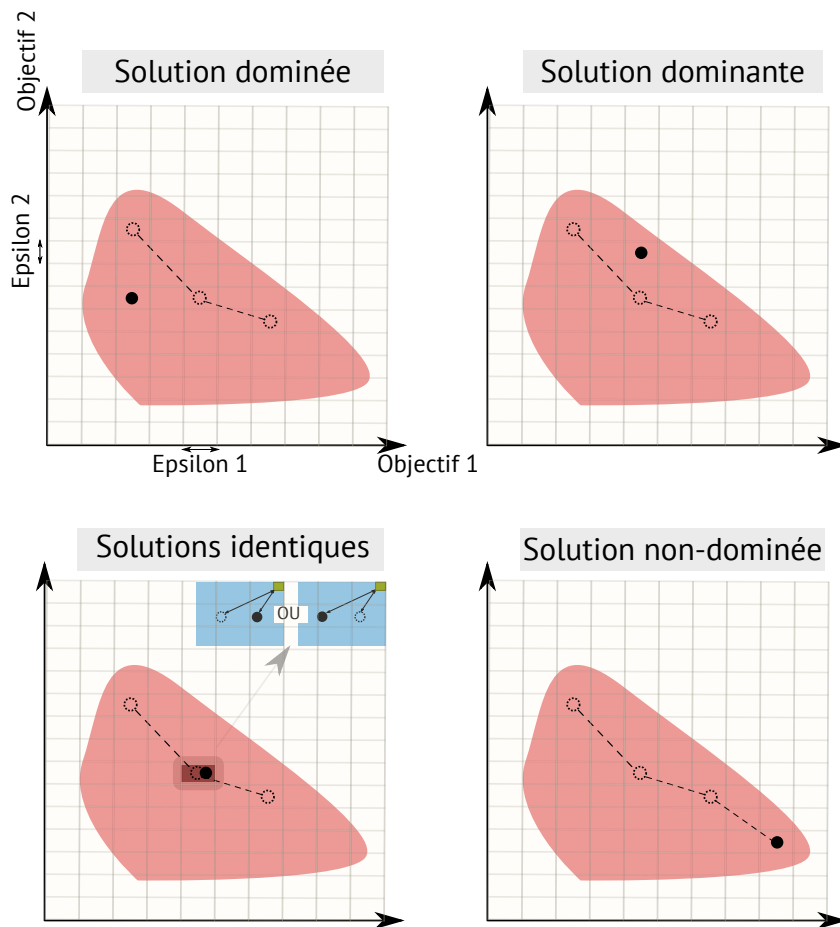 Objectif 2
Solution dominée
Solution dominante
Epsilon 2
Epsilon 1
Objectif 1
Solutions identiques
Solution non-dominée
OU